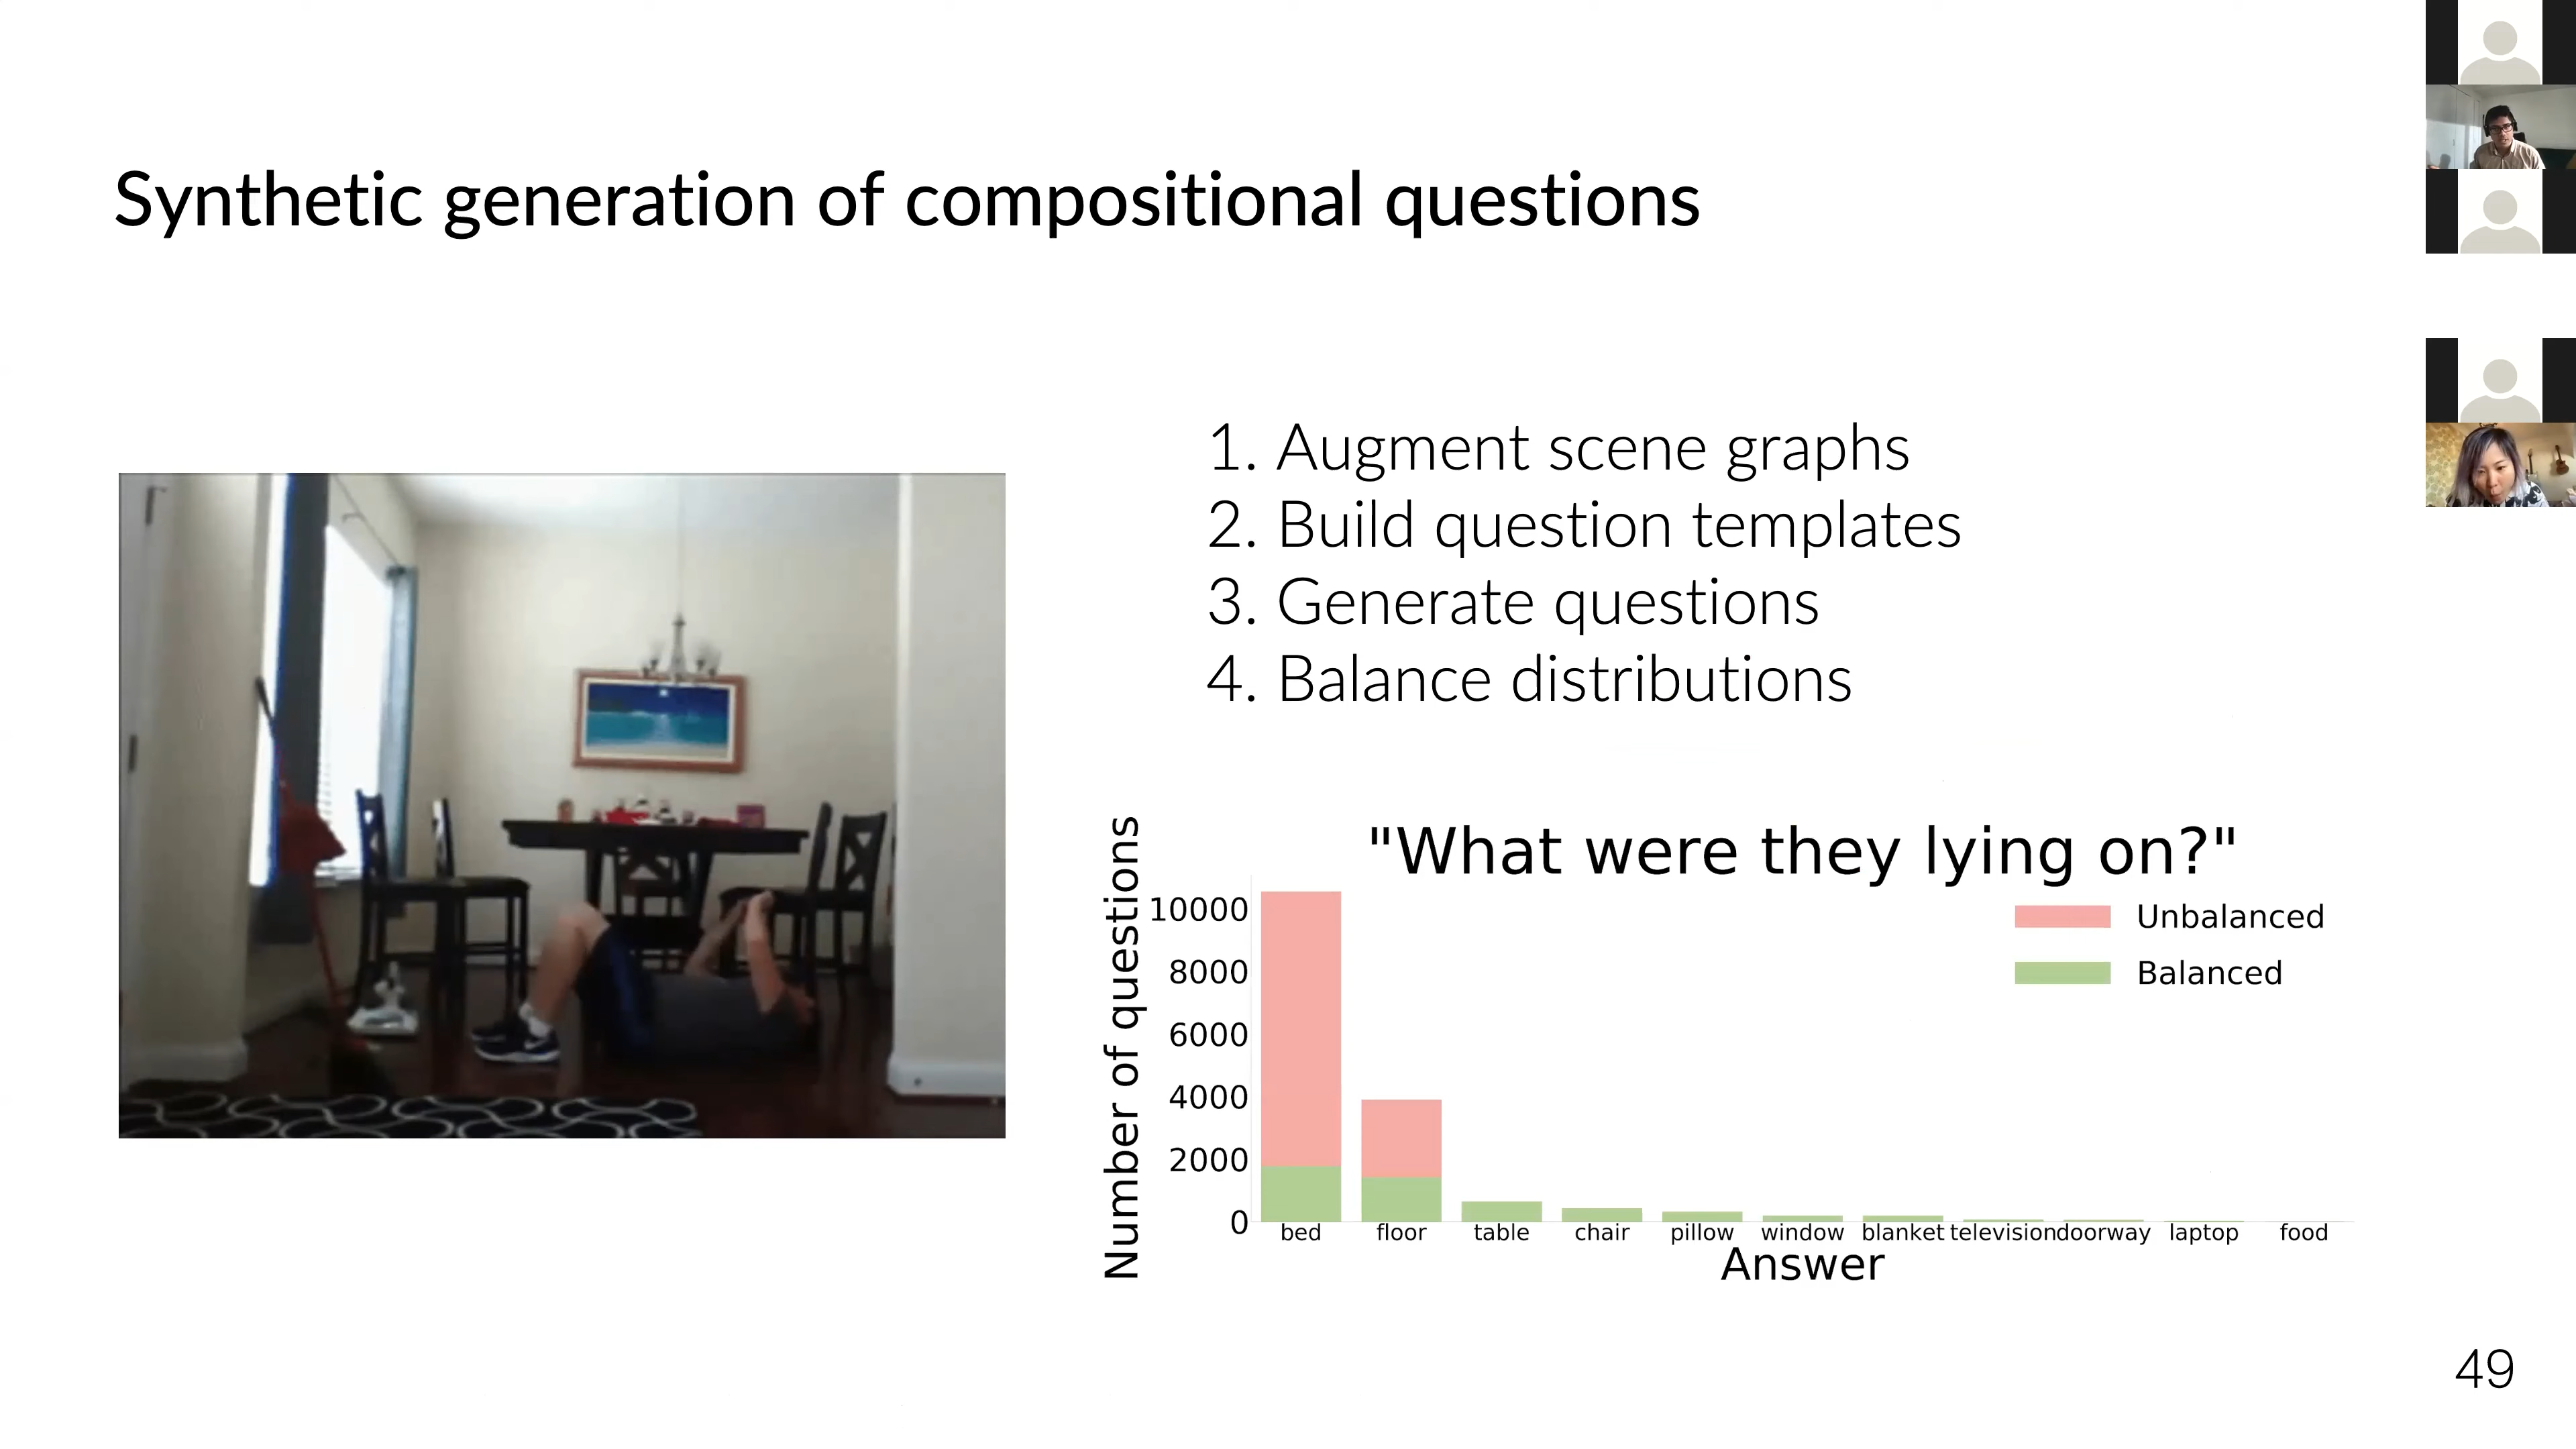 Synthetic generation of compositional questions
1. Augment scene graphs
2. Build question templates
3. Generate questions
4. Balance distributions
"What were they lying on?"
Number of questions
10000
8000
6000
4000
2000
0
Unbalanced
Balanced
bed floor table chair pillow window blanket television doorway laptop food
Answer
49